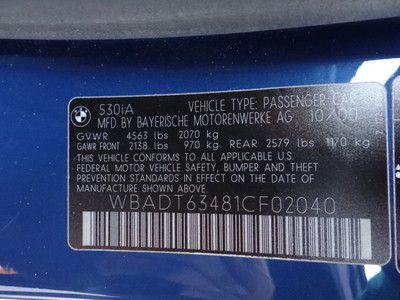 BMW
530iA VEHICLE TYPE: PASSENGER CAR
MFD BY BAYERISCHE MOTORENWERKE AG 10/00
GVWR 4563 lbs 2070 kg
GAWR FRONT 2138 lbs 970 kg REAR 2579 lbs 1170 kg
THIS VEHICLE CONFORMS TO ALL APPLICABLE U.S.
FEDERAL MOTOR VEHICLE SAFETY, BUMPER AND THEFT
PREVENTION STANDARDS IN EFFECT ON THE DATE OF
MANUFACTURE SHOWN ABOVE.
WBADT63481CF02040